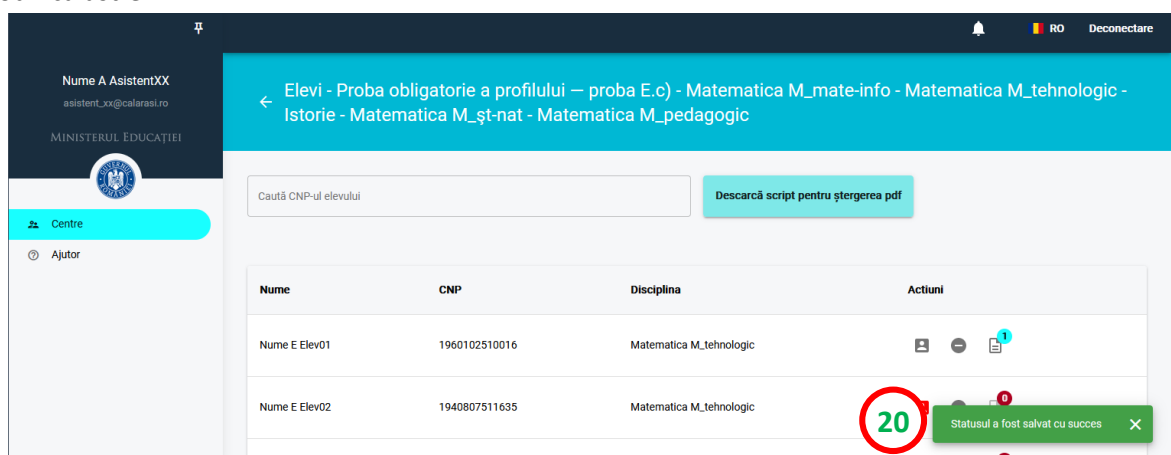 RO Deconectare
Nume A AsistentXX
asistent_xx@calarasi.ro
MINISTERUL EDUCAȚIEI
Elevi - Proba obligatorie a profilului — proba E.c) - Matematica M_mate-info - Matematica M_tehnologic -
Istorie - Matematica M_şt-nat - Matematica M_pedagogic
Centre
Ajutor
Caută CNP-ul elevului
Descarcă script pentru ștergerea pdf
Nume CNP Disciplina Actiuni
Nume E Elev01 1960102510016 Matematica M_tehnologic 1
Nume E Elev02 1940807511635 Matematica M_tehnologic 0
20
Statusul a fost salvat cu succes